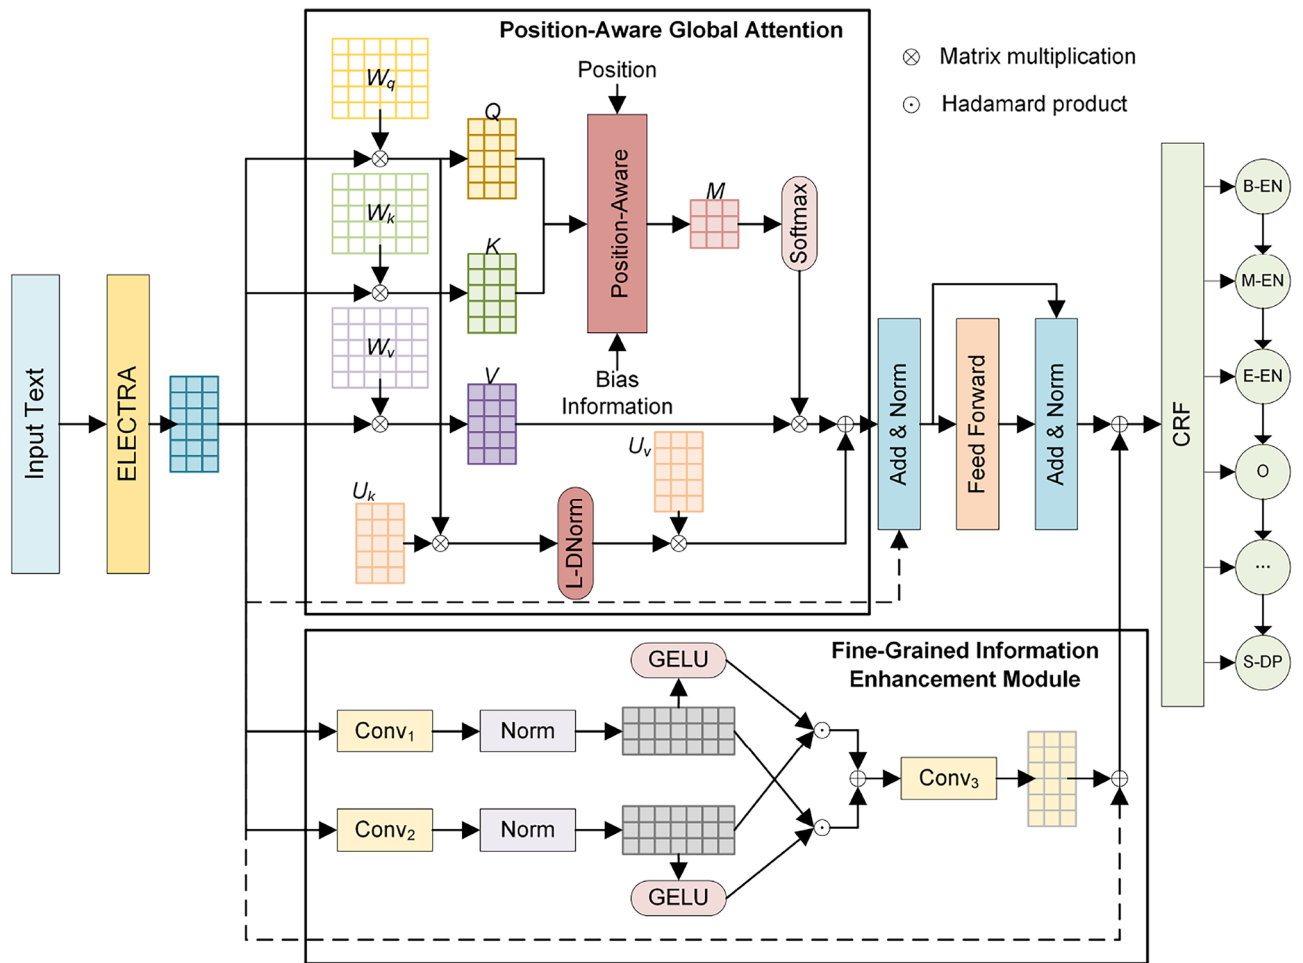 Position-Aware Global Attention
Matrix multiplication
Hadamard product
Input Text
ELECTRA
Wq
Wk
Wv
Q
K
V
Position
Position-Aware
Bias
Information
M
Softmax
Uk
L-DNorm
Uv
Add & Norm
Feed Forward
Add & Norm
CRF
B-EN
M-EN
E-EN
O
...
S-DP
Fine-Grained Information
Enhancement Module
Conv1
Norm
GELU
Conv2
Norm
GELU
Conv3